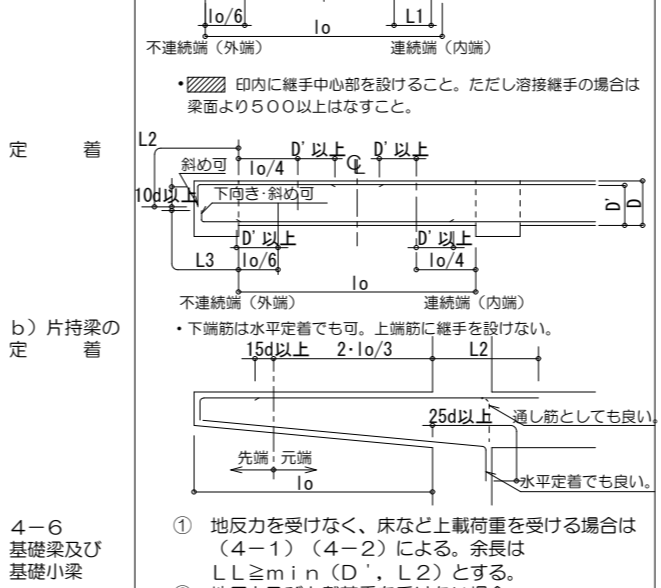 lo/6
L1
lo
不連続端（外端）
連続端（内端）
・印内に継手中心部を設けること。ただし溶接継手の場合は
梁面より５００以上はなすこと。
定　着
L2
斜め可
lo/4
D'以上
℄
D'以上
10d以上
下向き・斜め可
D'
D
L3
D'以上
lo/6
D'以上
lo/4
lo
不連続端（外端）
連続端（内端）
ｂ）片持梁の
定　着
・下端筋は水平定着でも可。上端筋に継手を設けない。
15d以上
2・lo/3
L2
25d以上
通し筋としても良い。
先端
元端
lo
水平定着でも良い。
４－６
基礎梁及び
基礎小梁
①　地反力を受けなく、床など上載荷重を受ける場合は
（４－１）（４－２）による。余長は
ＬＬ≧ｍｉｎ（Ｄ'，Ｌ２）とする。